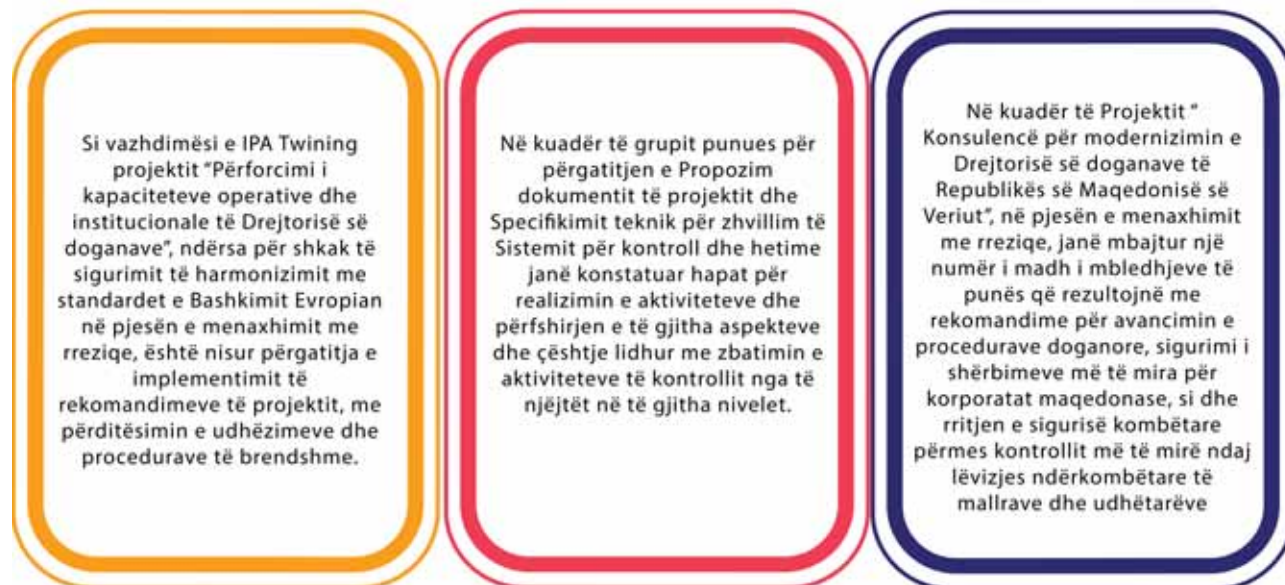 Si vazhdimësi e IPA Twining
projektit "Përforcimi i
kapaciteteve operative dhe
institucionale të Drejtorisë së
doganave", ndërsa për shkak të
sigurimit të harmonizimit me
standardet e Bashkimit Evropian
në pjesën e menaxhimit me
rreziqe, është nisur përgatitja e
implementimit të
rekomandimeve të projektit, me
përditësimin e udhëzimeve dhe
procedurave të brendshme.
Në kuadër të grupit punues për
përgatitjen e Propozim
dokumentit të projektit dhe
Specifikimit teknik për zhvillim të
Sistemit për kontroll dhe hetime
janë konstatuar hapat për
realizimin e aktiviteteve dhe
përfshirjen e të gjitha aspekteve
dhe çështje lidhur me zbatimin e
aktiviteteve të kontrollit nga të
njëjtët në të gjitha nivelet.
Në kuadër të Projektit "
Konsulencë për modernizimin e
Drejtorisë së doganave të
Republikës së Maqedonisë së
Veriut", në pjesën e menaxhimit
me rreziqe, janë mbajtur një
numër i madh i mbledhjeve të
punës që rezultojnë me
rekomandime për avancimin e
procedurave doganore, sigurimi i
shërbimeve më të mira për
korporatat maqedonase, si dhe
rritjen e sigurisë kombëtare
përmes kontrollit më të mirë ndaj
lëvizjes ndërkombëtare të
mallrave dhe udhëtarëve